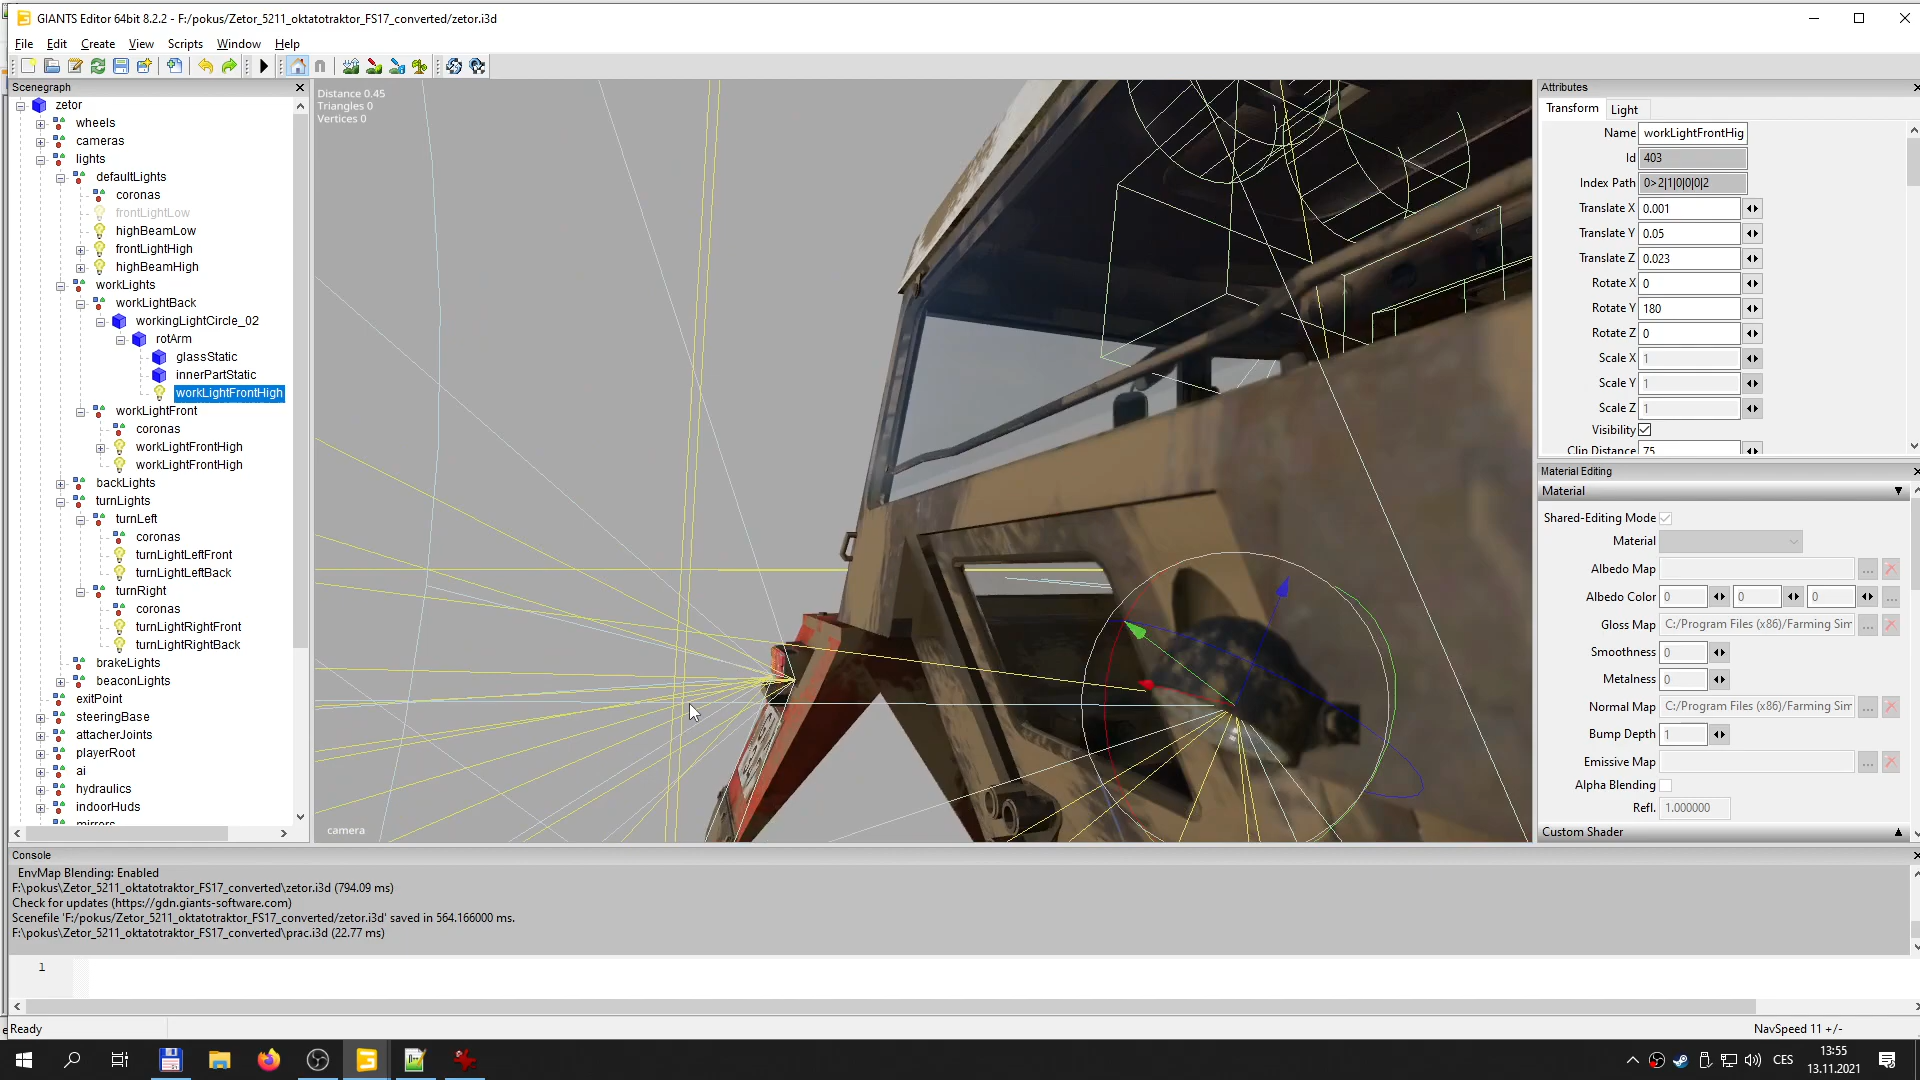 GIANTS Editor 64bit 8.2.2 - F:/pokus/Zetor_5211_oktatotraktor_FS17_converted/zetor.i3d
File Edit Create View Scripts Window Help
Scenegraph
zetor
wheels
cameras
lights
defaultLights
coronas
frontLightLow
highBeamLow
frontLightHigh
highBeamHigh
workLights
workLightBack
workingLightCircle_02
rotArm
glassStatic
innerPartStatic
workLightFrontHigh
workLightFront
coronas
workLightFrontHigh
workLightFrontHigh
backLights
turnLights
turnLeft
coronas
turnLightLeftFront
turnLightLeftBack
turnRight
coronas
turnLightRightFront
turnLightRightBack
brakeLights
beaconLights
exitPoint
steeringBase
attacherJoints
playerRoot
ai
hydraulics
indoorHuds
mirrors
Distance 0.45
Triangles 0
Vertices 0
camera
Attributes
Transform Light
Name workLightFrontHig
Id 403
Index Path 0>2|1|0|0|0|2
Translate X 0.001
Translate Y 0.05
Translate Z 0.023
Rotate X 0
Rotate Y 180
Rotate Z 0
Scale X 1
Scale Y 1
Scale Z 1
Visibility
Clip Distance 75
Material Editing
Material
Shared-Editing Mode
Material
Albedo Map ...
Albedo Color 0 0 0 ...
Gloss Map C:/Program Files (x86)/Farming Sim ...
Smoothness 0
Metalness 0
Normal Map C:/Program Files (x86)/Farming Sim ...
Bump Depth 1
Emissive Map ...
Alpha Blending
Refl. 1.000000
Custom Shader
Console
EnvMap Blending: Enabled
F:\pokus\Zetor_5211_oktatotraktor_FS17_converted\zetor.i3d (794.09 ms)
Check for updates (https://gdn.giants-software.com)
Scenefile 'F:/pokus/Zetor_5211_oktatotraktor_FS17_converted/zetor.i3d' saved in 564.166000 ms.
F:\pokus\Zetor_5211_oktatotraktor_FS17_converted\prac.i3d (22.77 ms)
1
Ready
NavSpeed 11 +/-
CES
13:55
13.11.2021